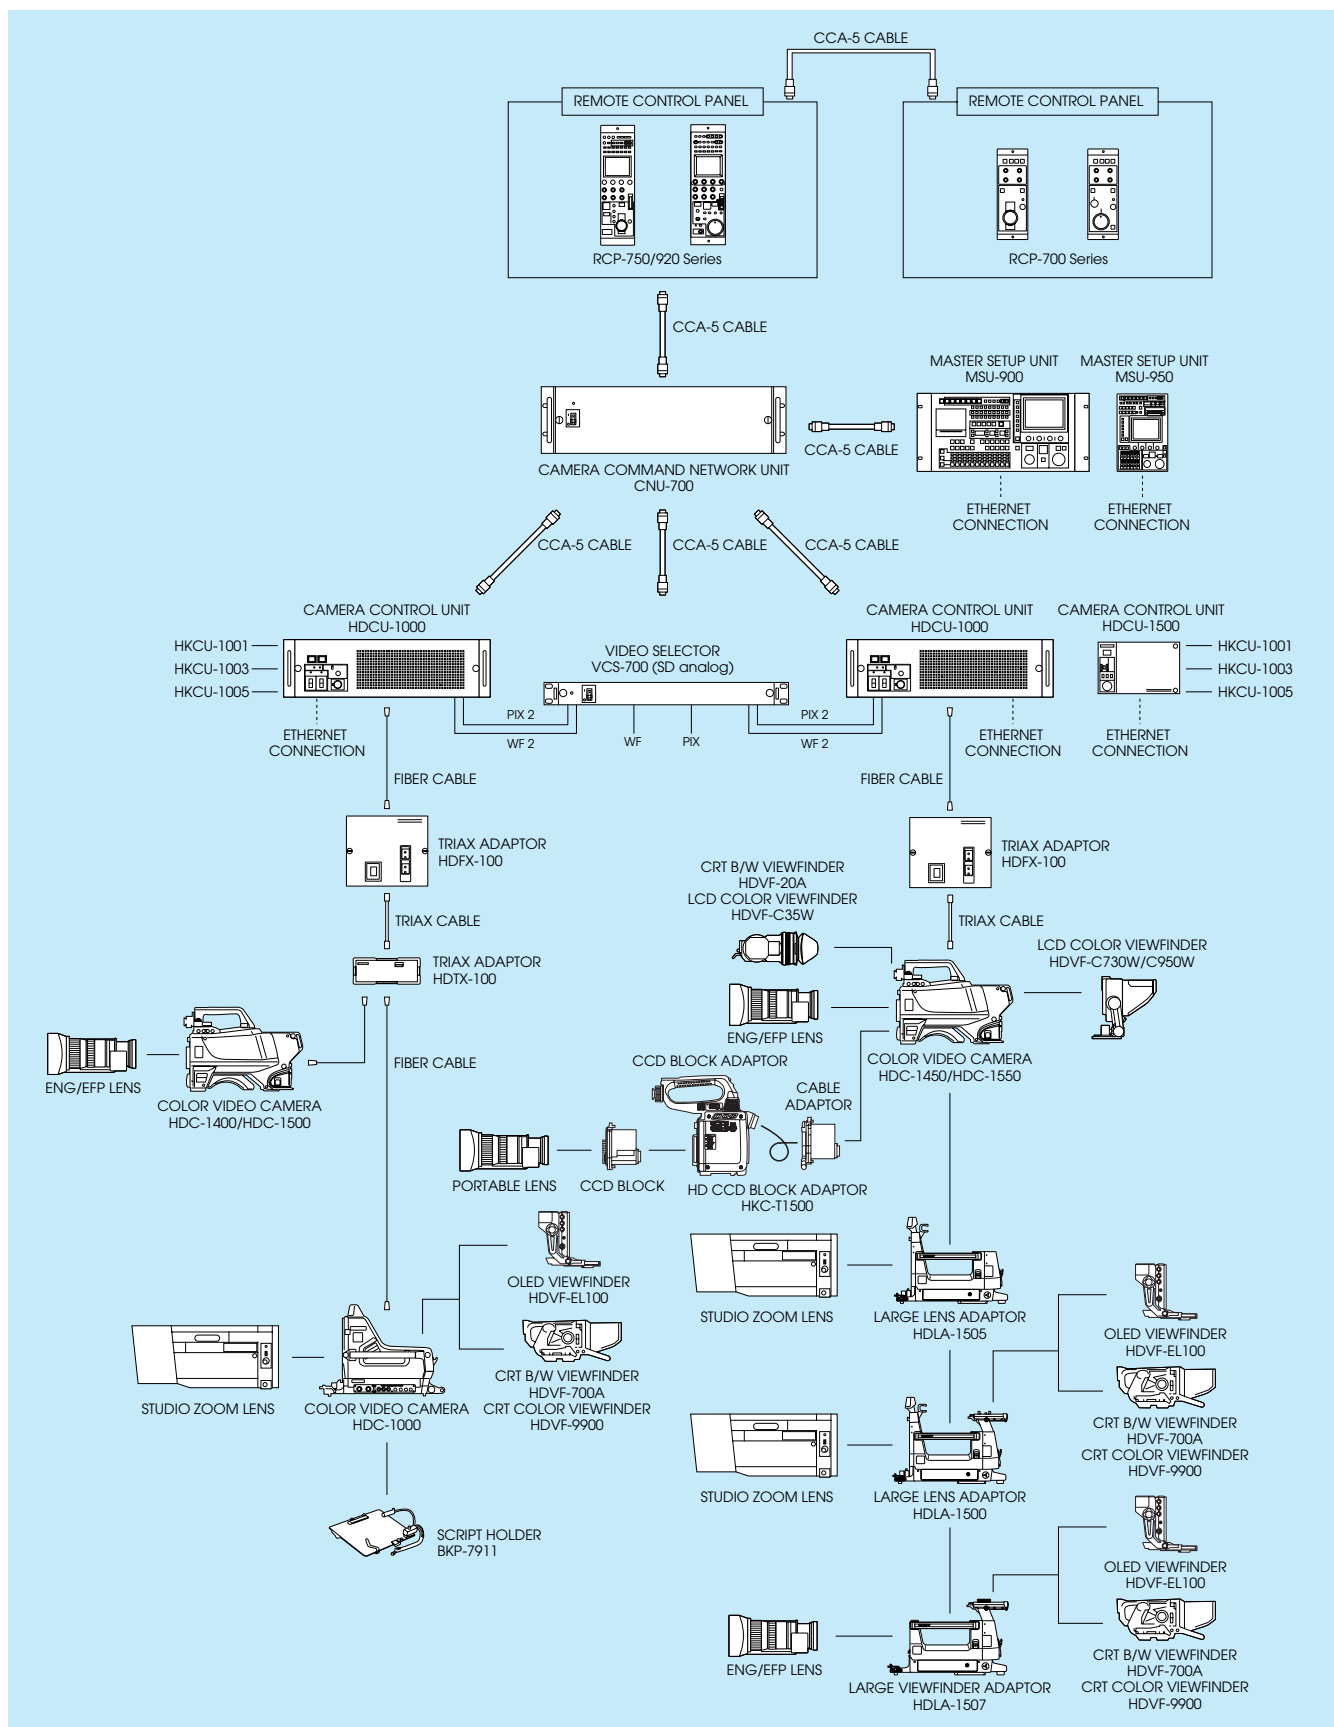 CCA-5 CABLE
REMOTE CONTROL PANEL
REMOTE CONTROL PANEL
RCP-750/920 Series
RCP-700 Series
CCA-5 CABLE
MASTER SETUP UNIT
MSU-900
MASTER SETUP UNIT
MSU-950
CCA-5 CABLE
CAMERA COMMAND NETWORK UNIT
CNU-700
ETHERNET
CONNECTION
ETHERNET
CONNECTION
CCA-5 CABLE
CCA-5 CABLE
CCA-5 CABLE
CAMERA CONTROL UNIT
HDCU-1000
CAMERA CONTROL UNIT
HDCU-1000
CAMERA CONTROL UNIT
HDCU-1500
HKCU-1001
HKCU-1003
HKCU-1005
VIDEO SELECTOR
VCS-700 (SD analog)
HKCU-1001
HKCU-1003
HKCU-1005
PIX 2
WF 2
WF
PIX
PIX 2
WF 2
ETHERNET
CONNECTION
ETHERNET
CONNECTION
ETHERNET
CONNECTION
FIBER CABLE
FIBER CABLE
TRIAX ADAPTOR
HDFX-100
TRIAX ADAPTOR
HDFX-100
CRT B/W VIEWFINDER
HDVF-20A
LCD COLOR VIEWFINDER
HDVF-C35W
TRIAX CABLE
TRIAX CABLE
LCD COLOR VIEWFINDER
HDVF-C730W/C950W
TRIAX ADAPTOR
HDTX-100
ENG/EFP LENS
FIBER CABLE
ENG/EFP LENS
COLOR VIDEO CAMERA
HDC-1400/HDC-1500
CCD BLOCK ADAPTOR
COLOR VIDEO CAMERA
HDC-1450/HDC-1550
CABLE
ADAPTOR
PORTABLE LENS
CCD BLOCK
HD CCD BLOCK ADAPTOR
HKC-T1500
OLED VIEWFINDER
HDVF-EL100
STUDIO ZOOM LENS
LARGE LENS ADAPTOR
HDLA-1505
OLED VIEWFINDER
HDVF-EL100
CRT B/W VIEWFINDER
HDVF-700A
CRT COLOR VIEWFINDER
HDVF-9900
STUDIO ZOOM LENS
COLOR VIDEO CAMERA
HDC-1000
CRT B/W VIEWFINDER
HDVF-700A
CRT COLOR VIEWFINDER
HDVF-9900
STUDIO ZOOM LENS
LARGE LENS ADAPTOR
HDLA-1500
SCRIPT HOLDER
BKP-7911
OLED VIEWFINDER
HDVF-EL100
ENG/EFP LENS
LARGE VIEWFINDER ADAPTOR
HDLA-1507
CRT B/W VIEWFINDER
HDVF-700A
CRT COLOR VIEWFINDER
HDVF-9900